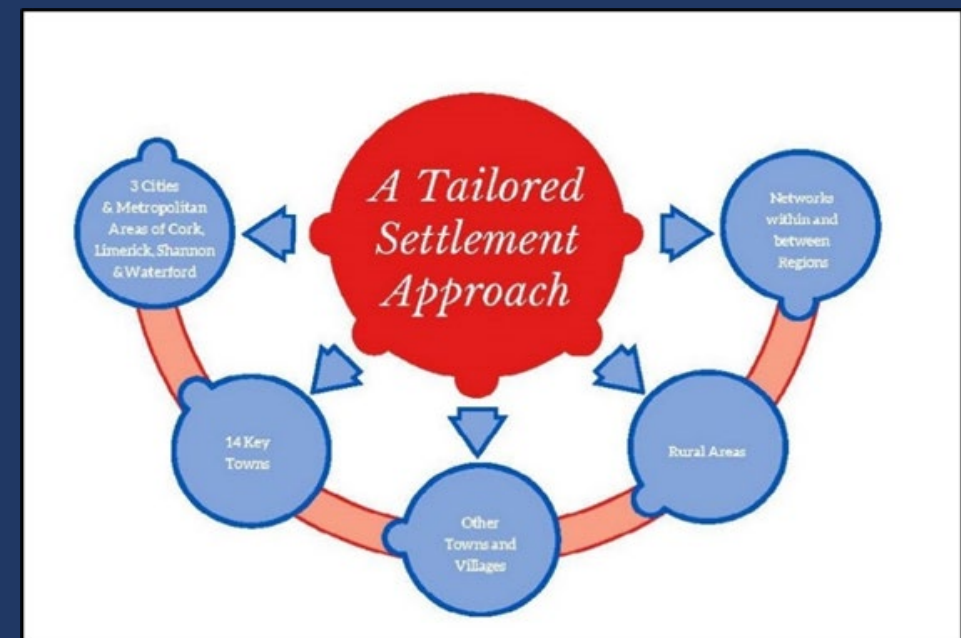 A Tailored
Settlement
Approach
3 Cities
& Metropolitan
Areas of Cork,
Limerick, Shannon
& Waterford
14 Key
Towns
Other
Towns and
Villages
Rural Areas
Networks
within and
between
Regions